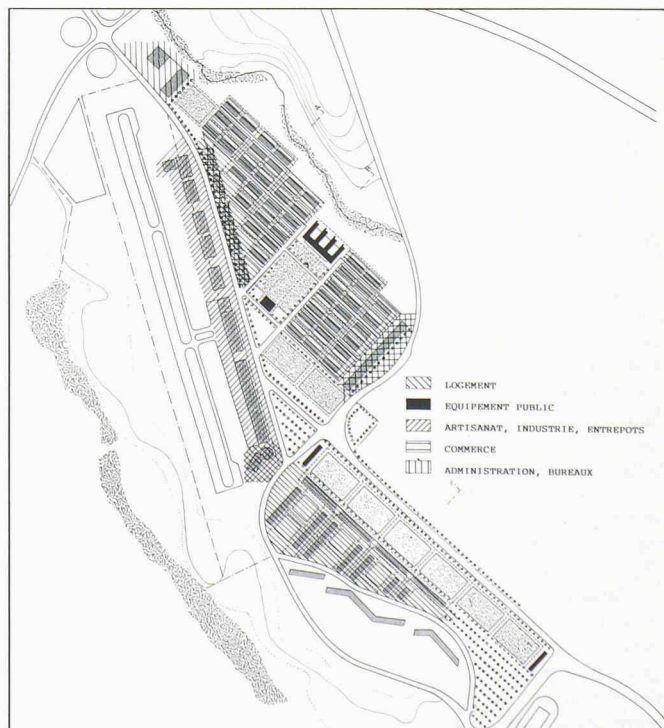 LOGEMENT
EQUIPEMENT PUBLIC
ARTISANAT, INDUSTRIE, ENTREPOTS
COMMERCE
ADMINISTRATION, BUREAUX